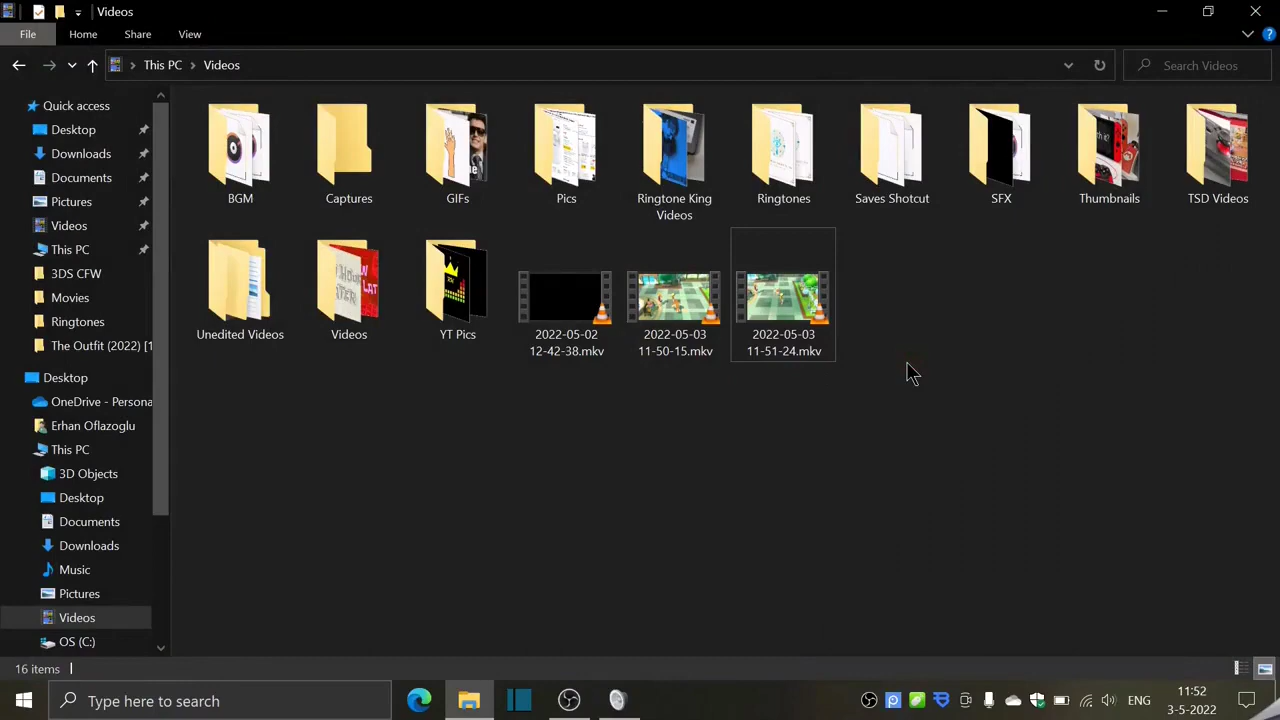 Videos
File Home Share View
This PC Videos Search Videos
Quick access
Desktop
Downloads
Documents
Pictures
Videos
This PC
3DS CFW
Movies
Ringtones
The Outfit (2022) [1
Desktop
OneDrive - Persona
Erhan Oflazoglu
This PC
3D Objects
Desktop
Documents
Downloads
Music
Pictures
Videos
OS (C:)
BGM Captures GIFs Pics Ringtone King Videos Ringtones Saves Shotcut SFX Thumbnails TSD Videos
Unedited Videos Videos YT Pics 2022-05-02 12-42-38.mkv 2022-05-03 11-50-15.mkv 2022-05-03 11-51-24.mkv
16 items
Type here to search
ENG
11:52
3-5-2022